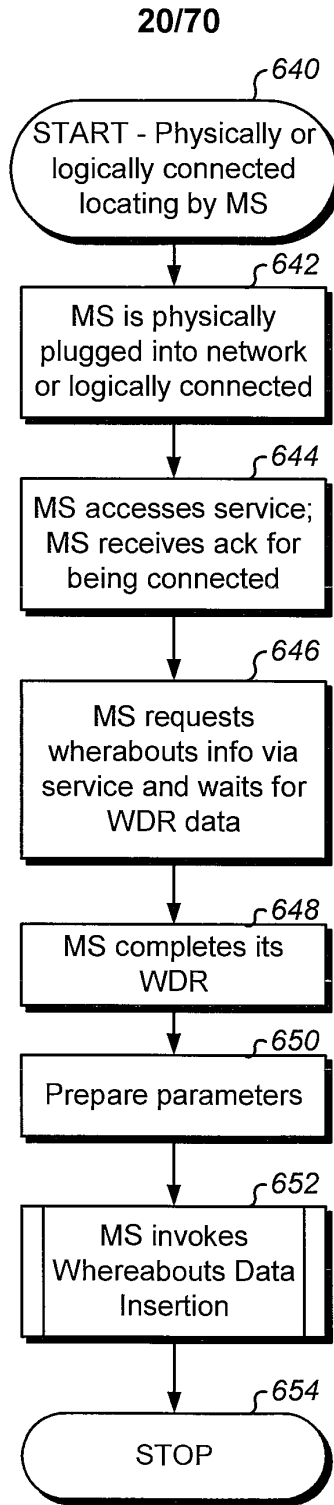 20/70
640
START - Physically or
logically connected
locating by MS
642
MS is physically
plugged into network
or logically connected
644
MS accesses service;
MS receives ack for
being connected
646
MS requests
wherabouts info via
service and waits for
WDR data
648
MS completes its
WDR
650
Prepare parameters
652
MS invokes
Whereabouts Data
Insertion
654
STOP